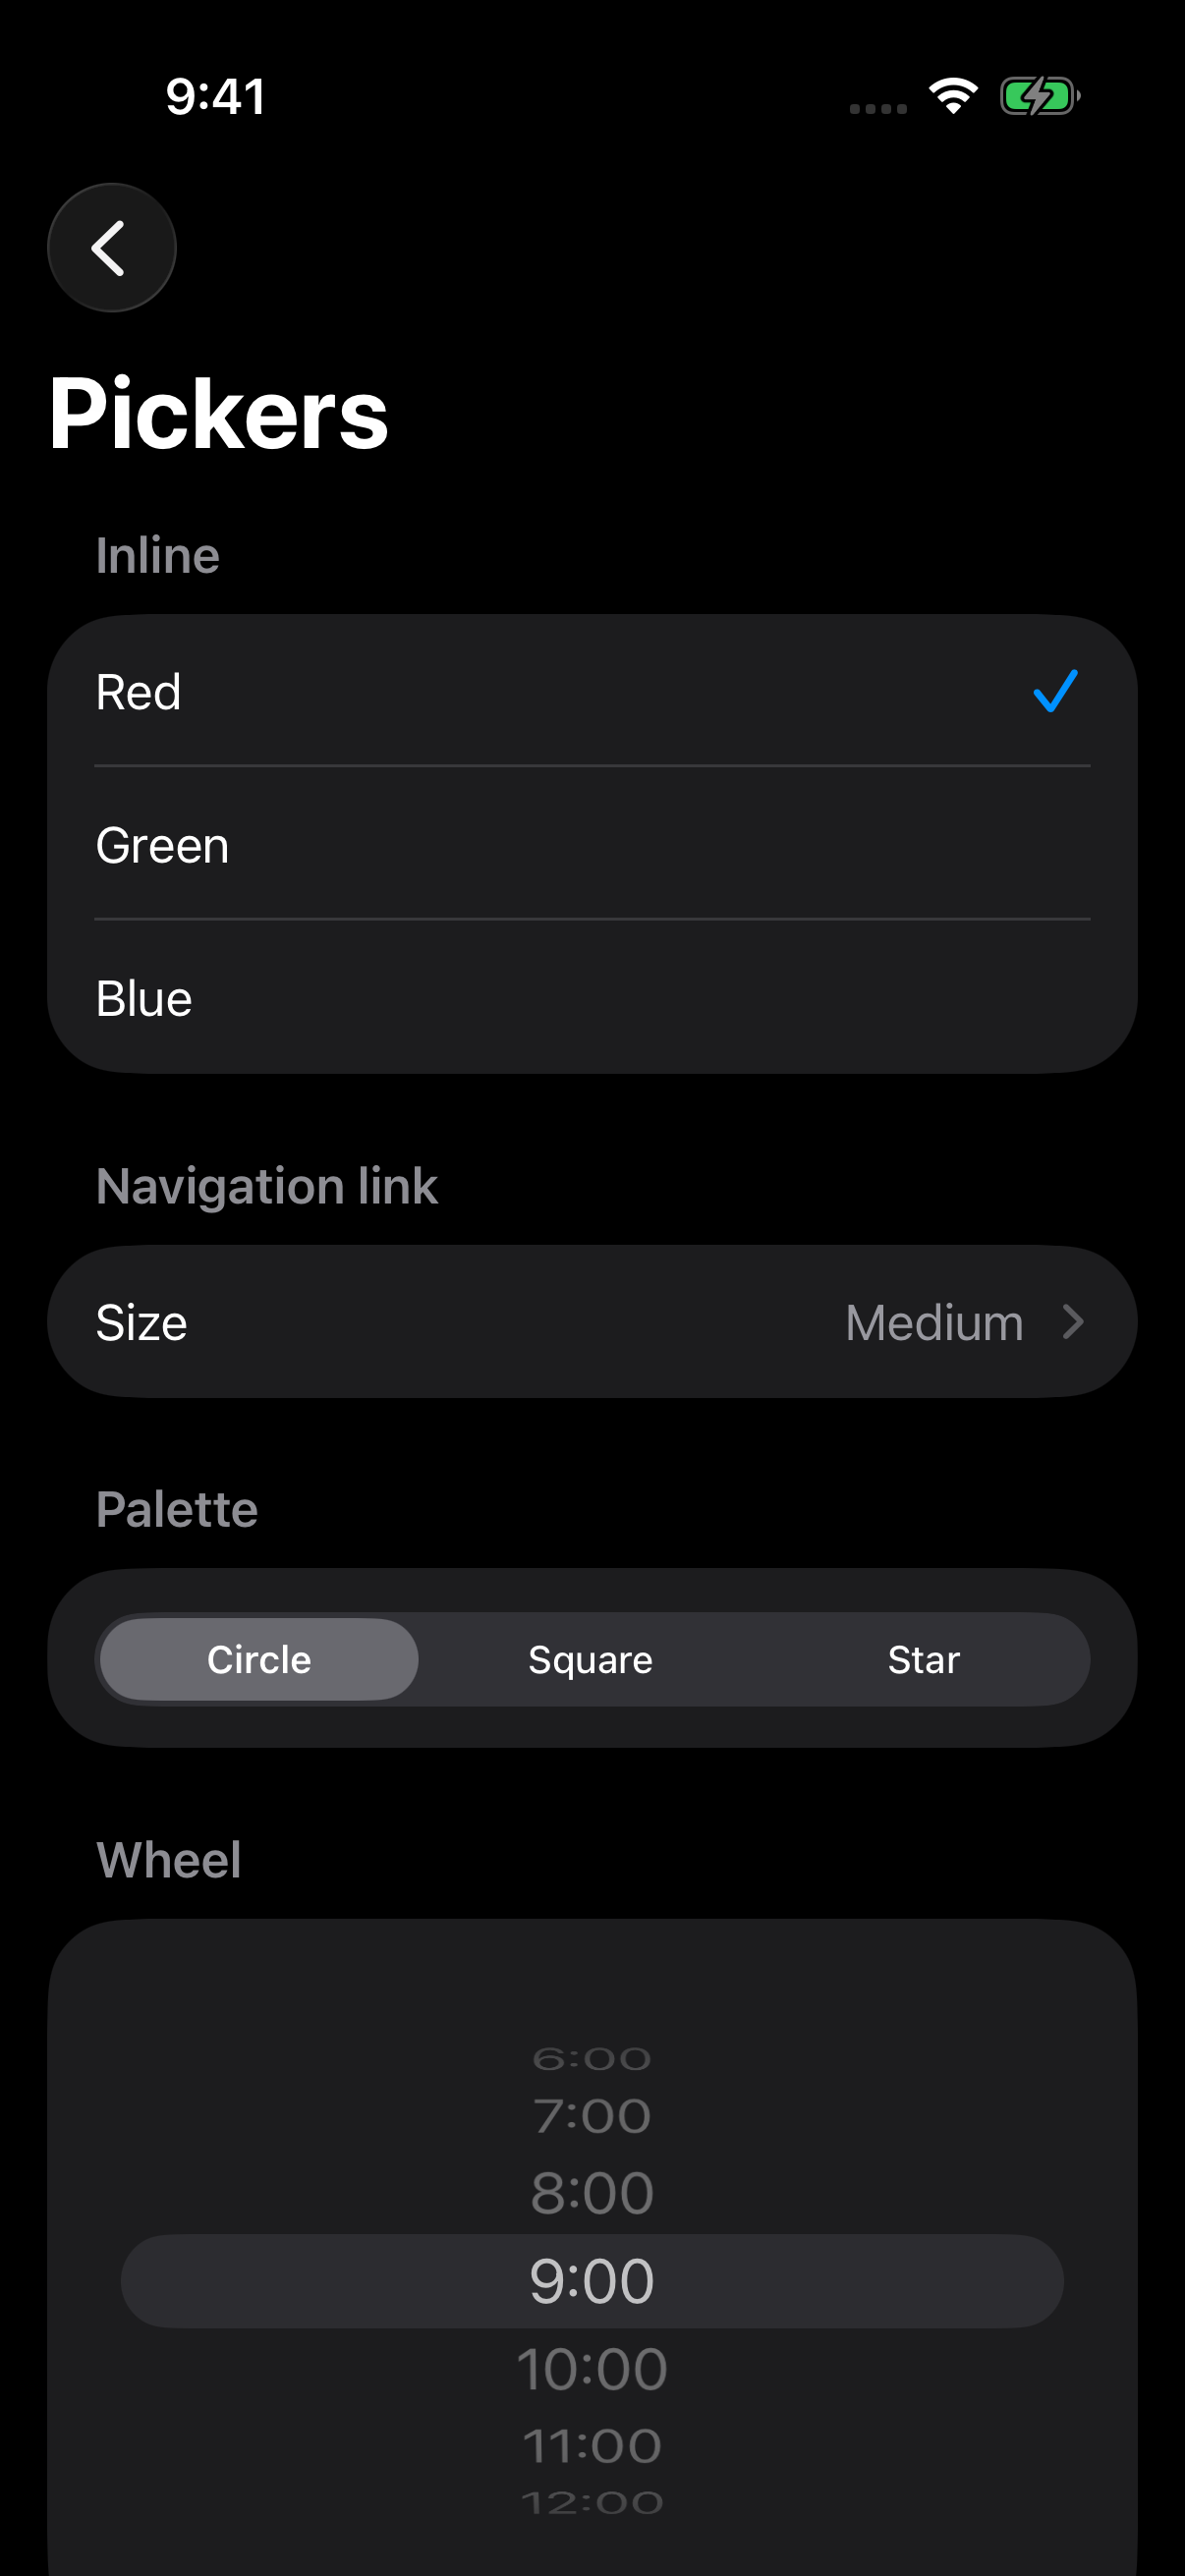 9:41
Pickers
Inline
Red
Green
Blue
Navigation link
Size Medium
Palette
Circle Square Star
Wheel
6:00
7:00
8:00
9:00
10:00
11:00
12:00